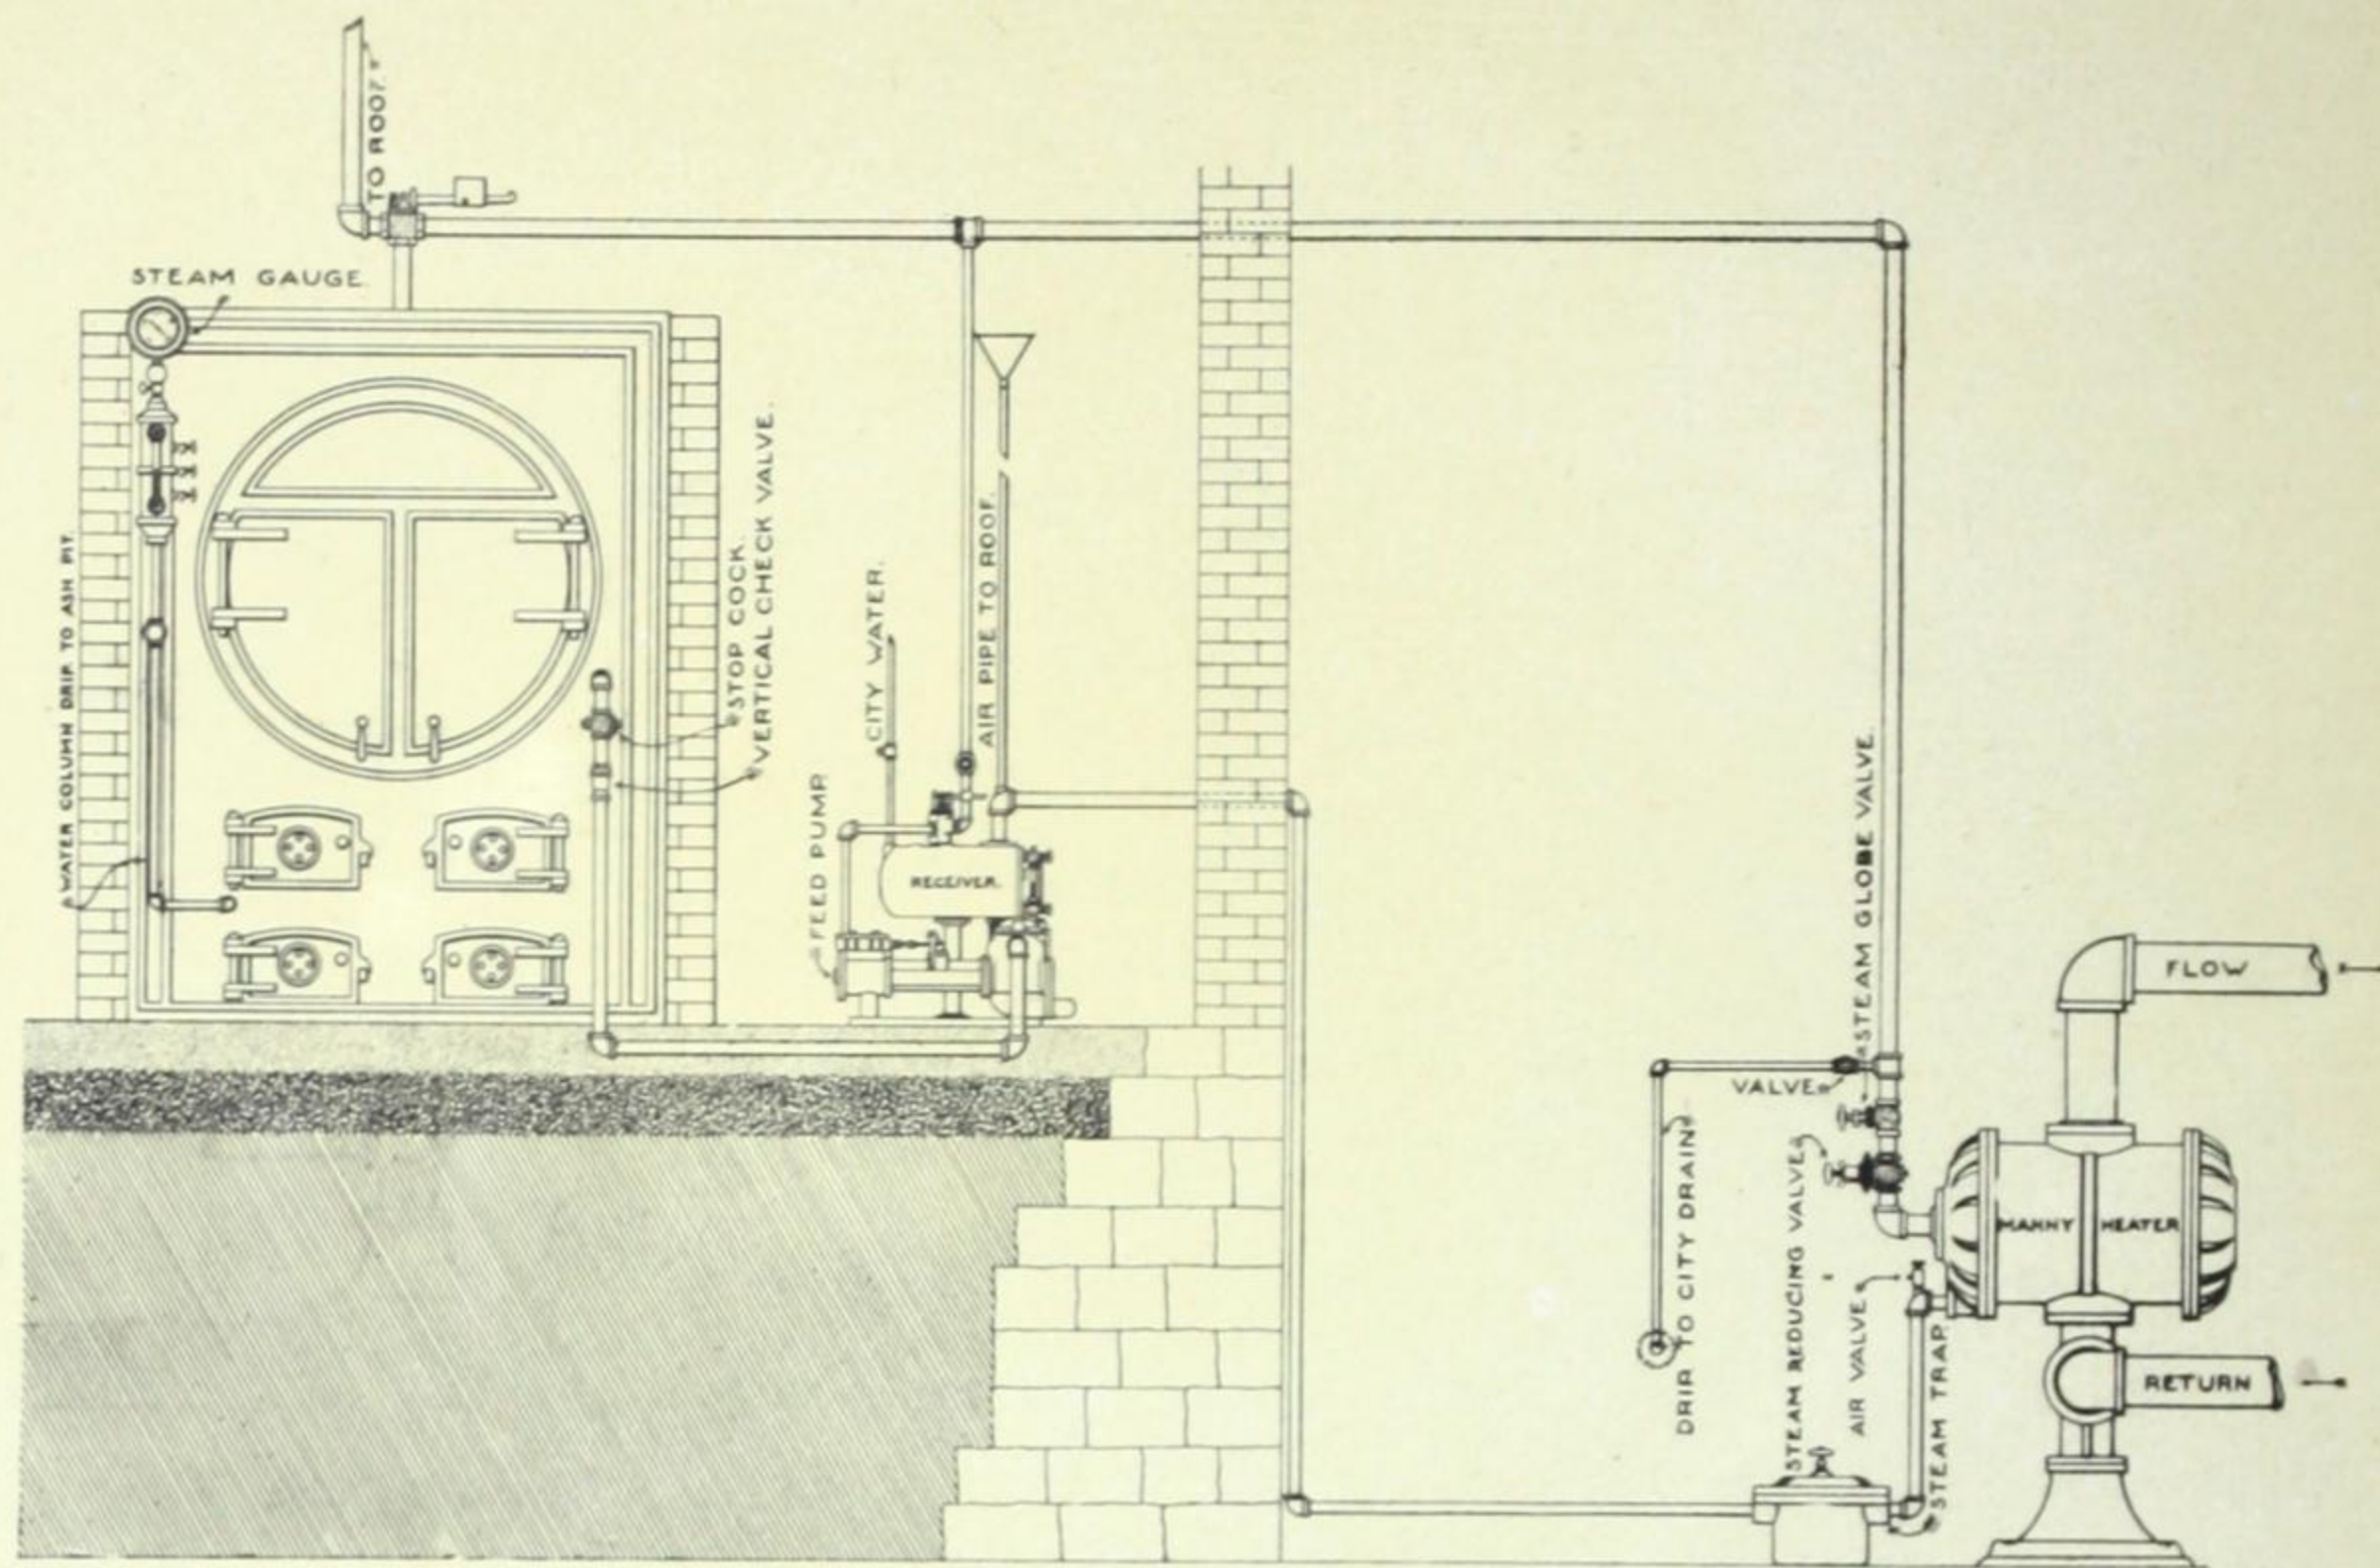 TO ROOF
STEAM GAUGE
WATER COLUMN DRIP TO ASH PIT.
STOP COCK.
VERTICAL CHECK VALVE.
CITY WATER.
AIR PIPE TO ROOF.
FEED PUMP
RECEIVER.
STEAM GLOBE VALVE.
FLOW
VALVE
DRIP TO CITY DRAIN
STEAM REDUCING VALVE
MAHNY HEATER
AIR VALVE
STEAM TRAP
RETURN